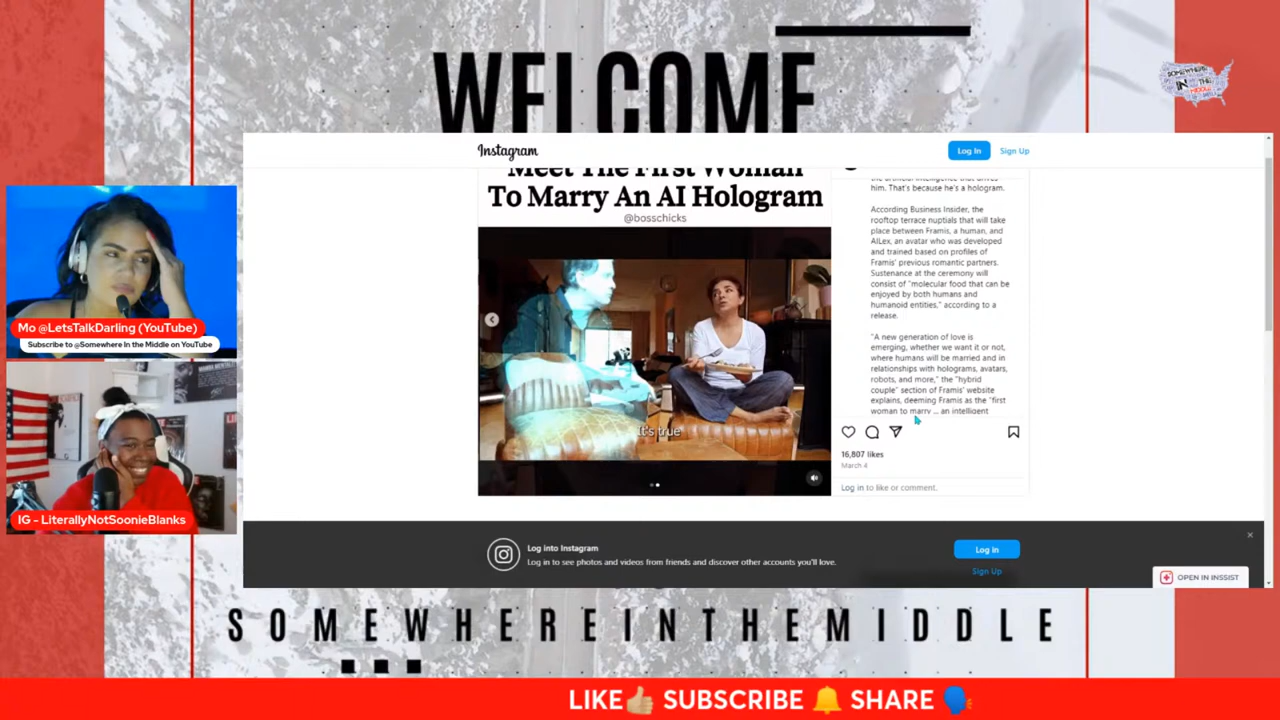 WELCOME
SOMEWHERE
IN THE
MIDDLE
Instagram
Log In
Sign Up
Meet The First Woman
To Marry An AI Hologram
@bosschicks
It's true
the artificial intelligence that drives
him. That's because he's a hologram.
According Business Insider, the
rooftop terrace nuptials that will take
place between Framis, a human, and
AILex, an avatar who was developed
and trained based on profiles of
Framis' previous romantic partners.
Sustenance at the ceremony will
consist of "molecular food that can be
enjoyed by both humans and
humanoid entities," according to a
release.
"A new generation of love is
emerging, whether we want it or not,
where humans will be married and in
relationships with holograms, avatars,
robots, and more," the "hybrid
couple" section of Framis' website
explains, deeming Framis as the "first
woman to marry ... an intelligent
16,807 likes
March 4
Log in to like or comment.
Log into Instagram
Log in to see photos and videos from friends and discover other accounts you'll love.
Log in
Sign Up
OPEN IN INSSIST
Mo @LetsTalkDarling (YouTube)
Subscribe to @Somewhere In the Middle on YouTube
IG - LiterallyNotSoonieBlanks
SOMEWHEREINTHEMIDDLE
LIKE👍🏼 SUBSCRIBE 🔔 SHARE 🗣️